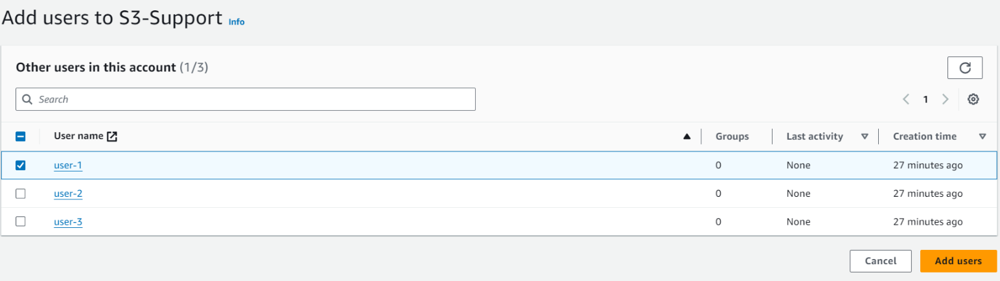 Add users to S3-Support Info
Other users in this account (1/3)
Search
1
User name Groups Last activity Creation time
user-1 0 None 27 minutes ago
user-2 0 None 27 minutes ago
user-3 0 None 27 minutes ago
Cancel Add users